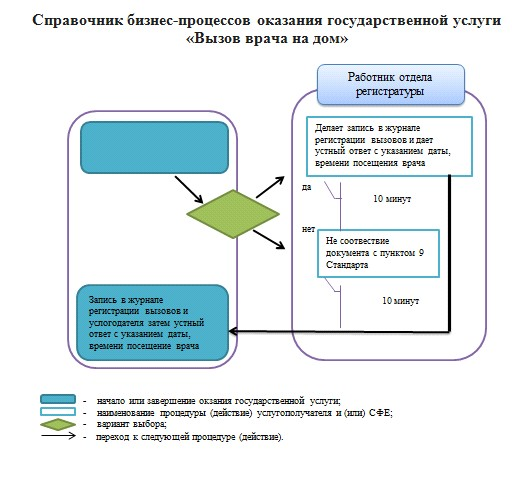 Справочник бизнес-процессов оказания государственной услуги
«Вызов врача на дом»
Работник отдела
регистратуры
Делает запись в журнале
регистрации вызовов и дает
устный ответ с указанием даты,
времени посещения врача
да
10 минут
нет
Не соотвествие
документа с пунктом 9
Стандарта
10 минут
Запись в журнале
регистрации вызовов и
услогодателя затем устный
ответ с указанием даты,
времени посещение врача
- начало или завершение окзания государственной услуги;
- наименование процедуры (действие) услугополучателя и (или) СФЕ;
- вариант выбора;
- переход к следующей процедуре (действие).